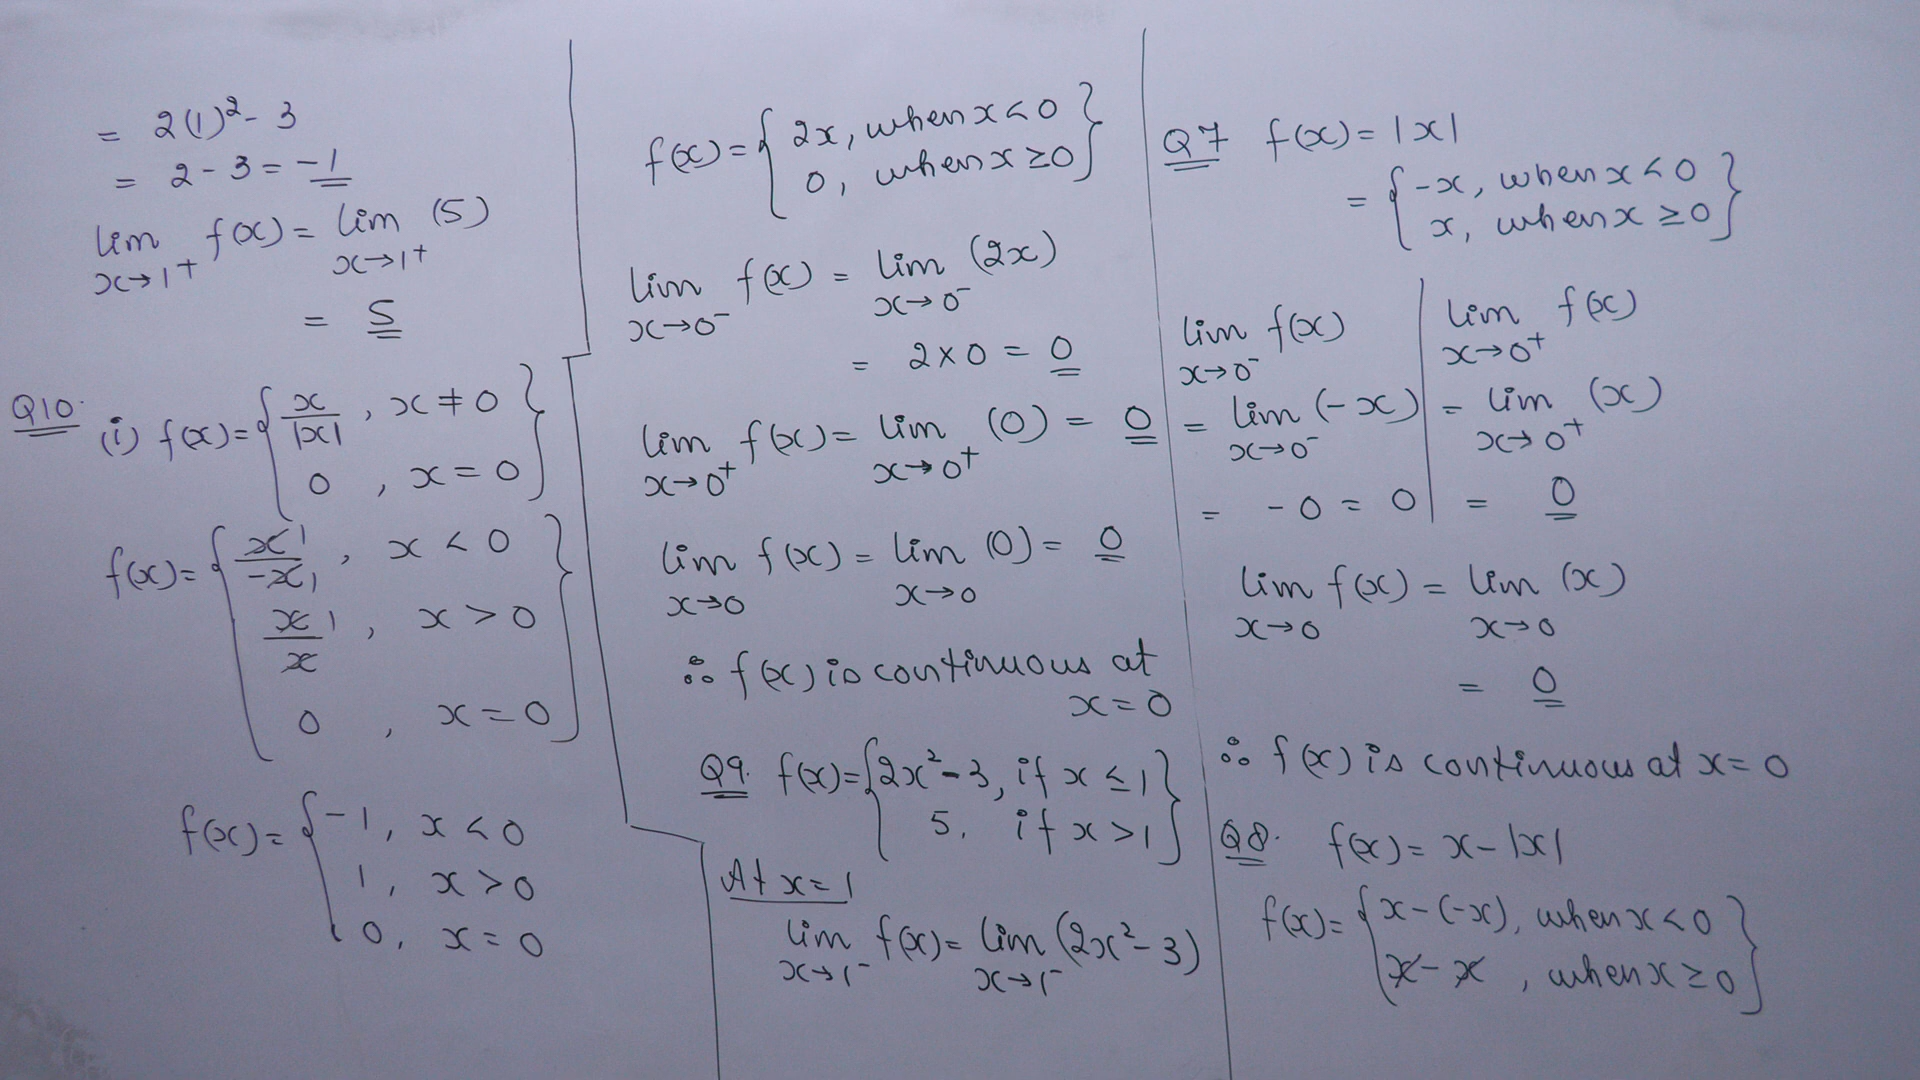 = 2(1)² - 3
= 2 - 3 = -1
lim f(x) = lim (5)
x→1+ x→1+
= 5
Q10.
(i) f(x) = { x/|x| , x ≠ 0
0 , x = 0 }
f(x) = { x 1/-x 1 , x < 0
x 1/x , x > 0
0 , x = 0 }
f(x) = { -1, x < 0
1, x > 0
0, x = 0
f(x) = { 2x, when x < 0
0, when x ≥ 0 }
lim f(x) = lim (2x)
x→0- x→0-
= 2 × 0 = 0
lim f(x) = lim (0) = 0
x→0+ x→0+
lim f(x) = lim (0) = 0
x→0 x→0
∴ f(x) is continuous at
x = 0
Q9. f(x) = { 2x² - 3, if x ≤ 1
5, if x > 1 }
At x = 1
lim f(x) = lim (2x² - 3)
x→1- x→1-
Q7 f(x) = |x|
= { -x, when x < 0
x, when x ≥ 0 }
lim f(x)
x→0-
= lim (-x)
x→0-
= -0 = 0
lim f(x)
x→0+
= lim (x)
x→0+
= 0
lim f(x) = lim (x)
x→0 x→0
= 0
∴ f(x) is continuous at x = 0
Q8. f(x) = x - |x|
f(x) = { x - (-x), when x < 0
x - x , when x ≥ 0 }